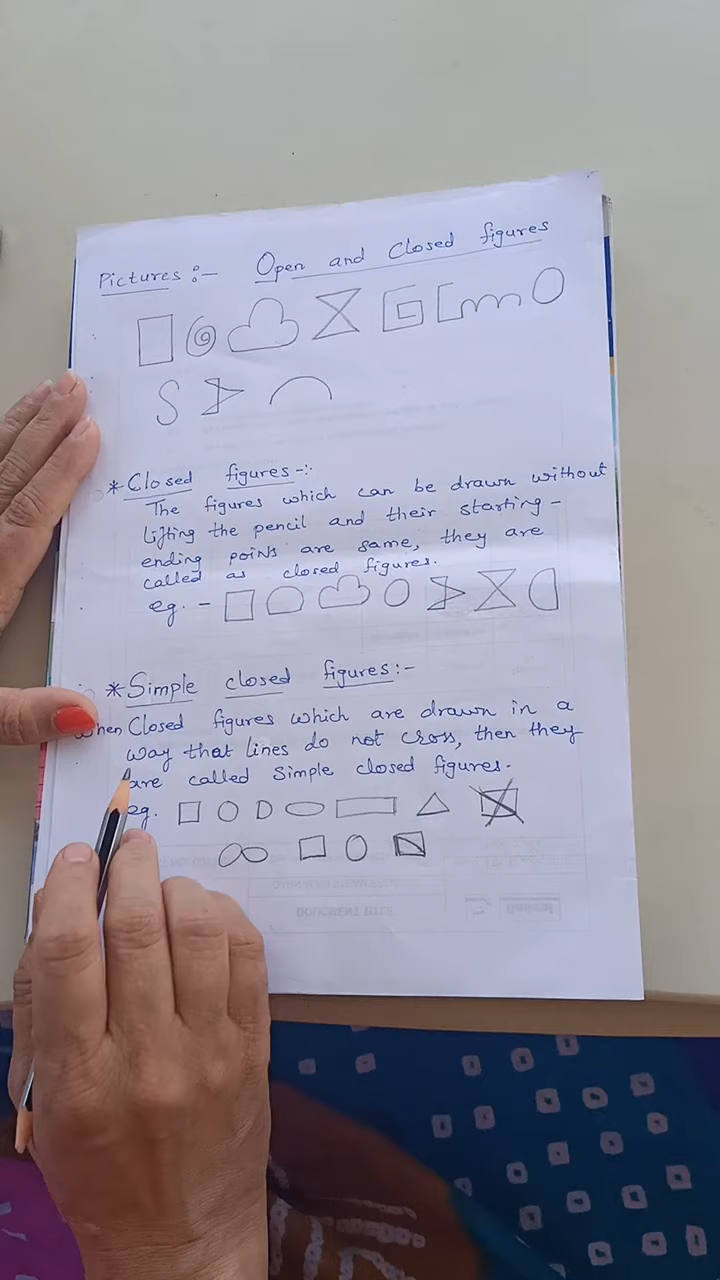 Pictures :- Open and Closed figures
* Closed figures -:
The figures which can be drawn without
lifting the pencil and their starting -
ending points are same, they are
called as closed figures.
eg. -
* Simple closed figures :-
When Closed figures which are drawn in a
way that lines do not cross, then they
are called Simple closed figures.
eg.
DOCUMENT TITLE